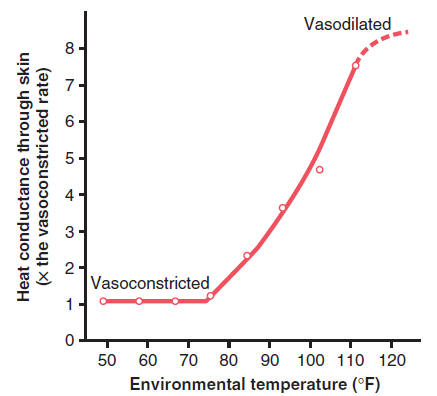 Vasodilated
Heat conductance through skin
(× the vasoconstricted rate)
8
7
6
5
4
3
2
1
0
Vasoconstricted
50 60 70 80 90 100 110 120
Environmental temperature (°F)